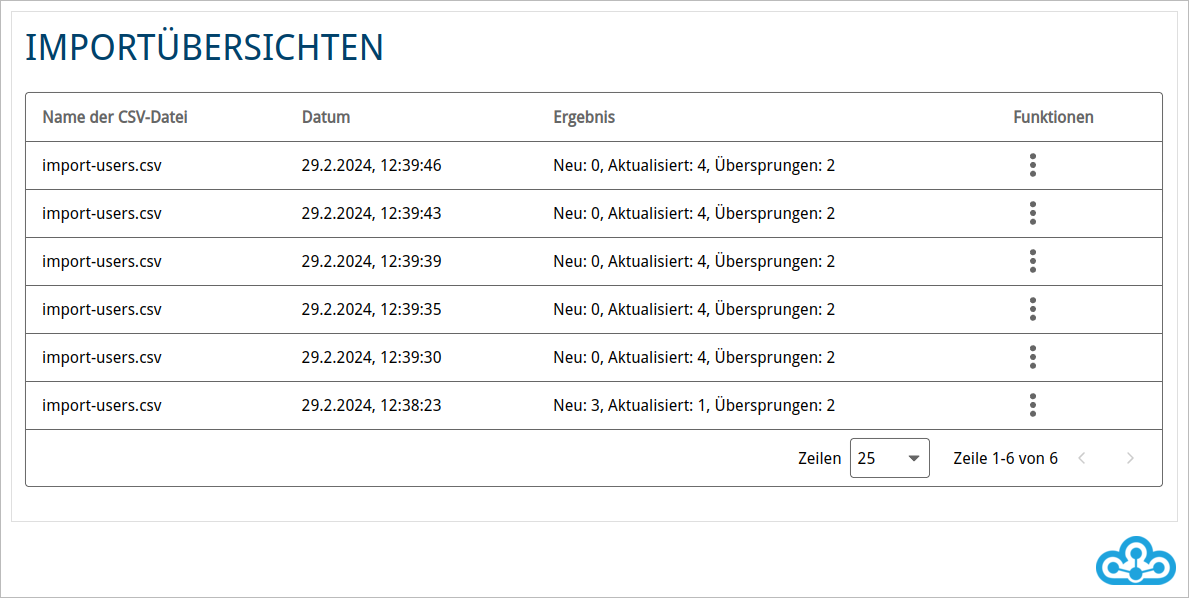 IMPORTÜBERSICHTEN
Name der CSV-Datei Datum Ergebnis Funktionen
import-users.csv 29.2.2024, 12:39:46 Neu: 0, Aktualisiert: 4, Übersprungen: 2
import-users.csv 29.2.2024, 12:39:43 Neu: 0, Aktualisiert: 4, Übersprungen: 2
import-users.csv 29.2.2024, 12:39:39 Neu: 0, Aktualisiert: 4, Übersprungen: 2
import-users.csv 29.2.2024, 12:39:35 Neu: 0, Aktualisiert: 4, Übersprungen: 2
import-users.csv 29.2.2024, 12:39:30 Neu: 0, Aktualisiert: 4, Übersprungen: 2
import-users.csv 29.2.2024, 12:38:23 Neu: 3, Aktualisiert: 1, Übersprungen: 2
Zeilen 25 Zeile 1-6 von 6